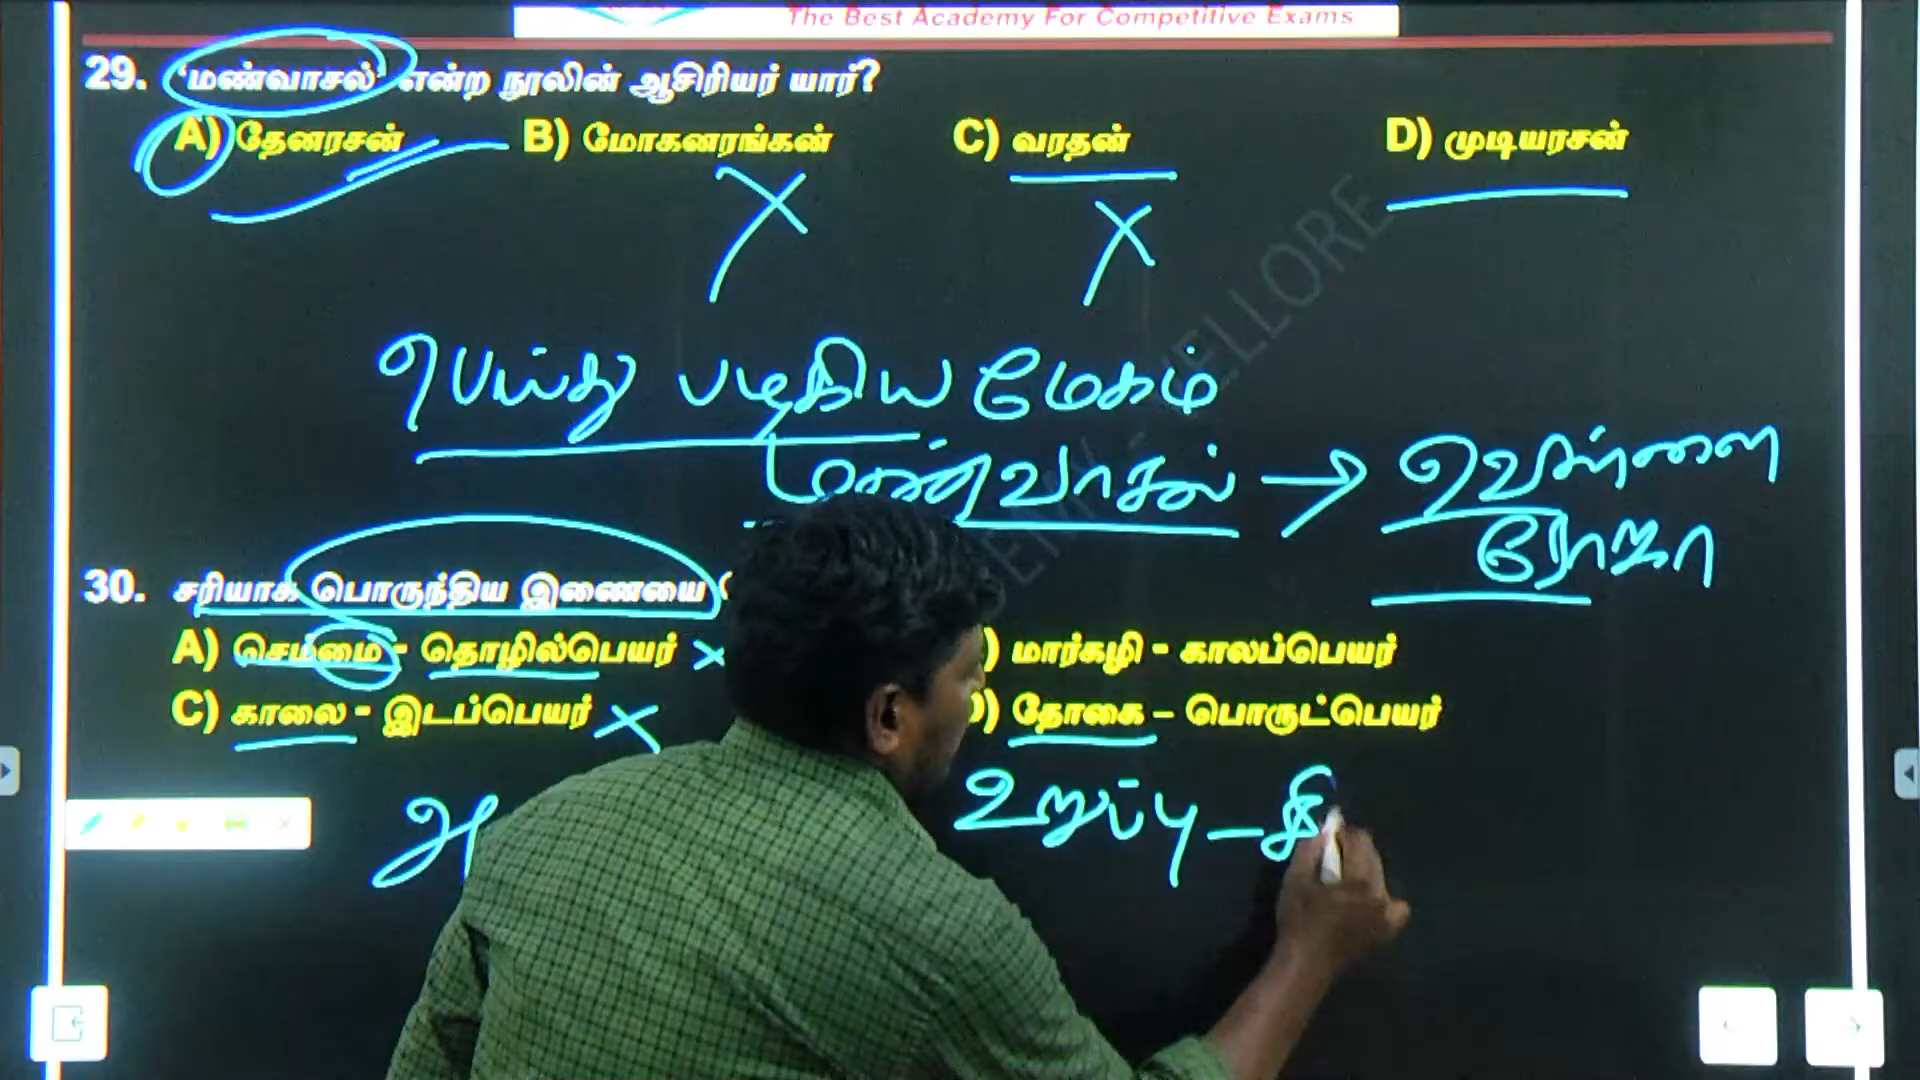 The Best Academy For Competitive Exams
29. 'மண்வாசல்' என்ற நூலின் ஆசிரியர் யார்?
A) தேனரசன் B) மோகனரங்கன் C) வரதன் D) முடியரசன்
பெய்து பழகிய மேகம்
மண்வாசல் → வெள்ளை
ரோஜா
30. சரியாக பொருந்திய இணையை
A) செம்மை - தொழில்பெயர் ) மார்கழி - காலப்பெயர்
C) காலை - இடப்பெயர் D) தோகை – பொருட்பெயர்
உறுப்பு -
VELLORE